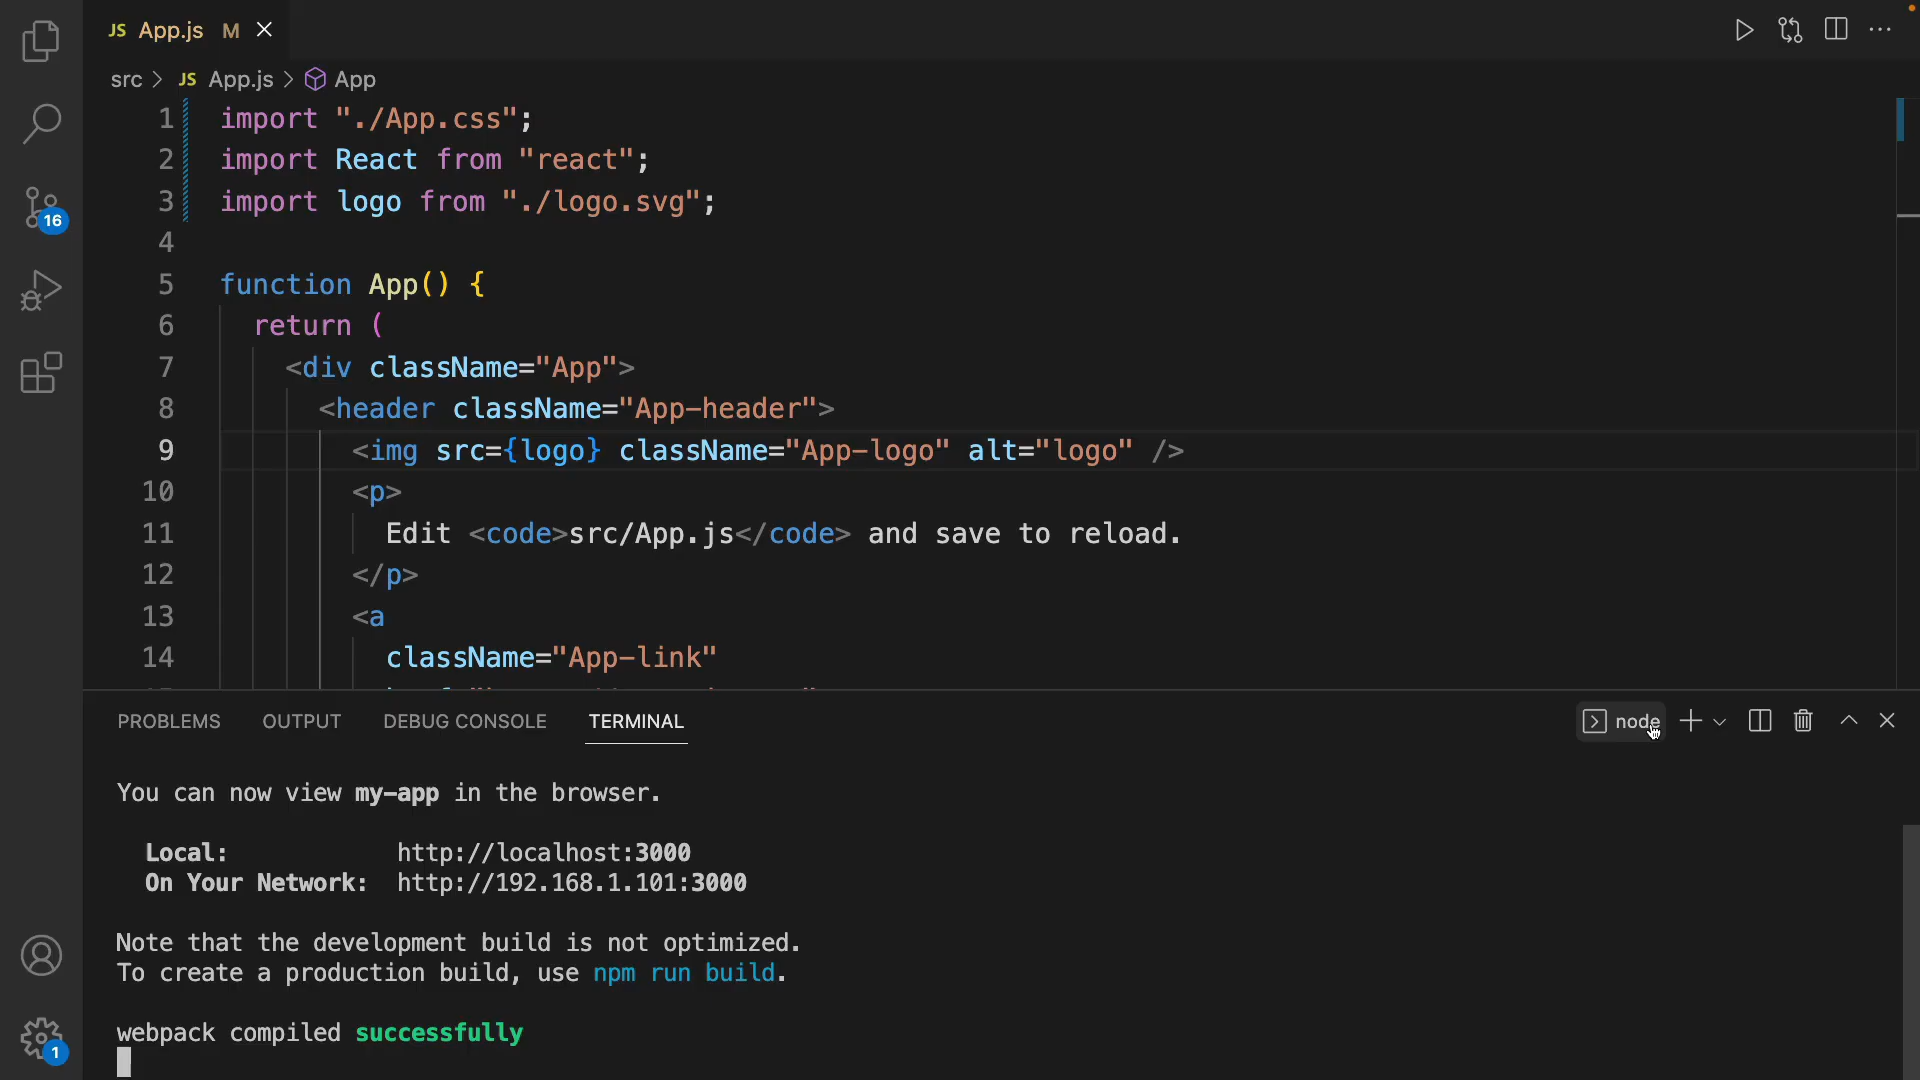 JS App.js M
src > JS App.js > App
1 import "./App.css";
2 import React from "react";
3 import logo from "./logo.svg";
4
5 function App() {
6 return (
7 <div className="App">
8 <header className="App-header">
9 <img src={logo} className="App-logo" alt="logo" />
10 <p>
11 Edit <code>src/App.js</code> and save to reload.
12 </p>
13 <a
14 className="App-link"
16
PROBLEMS OUTPUT DEBUG CONSOLE TERMINAL node
You can now view my-app in the browser.
Local: http://localhost:3000
On Your Network: http://192.168.1.101:3000
Note that the development build is not optimized.
To create a production build, use npm run build.
webpack compiled successfully
1